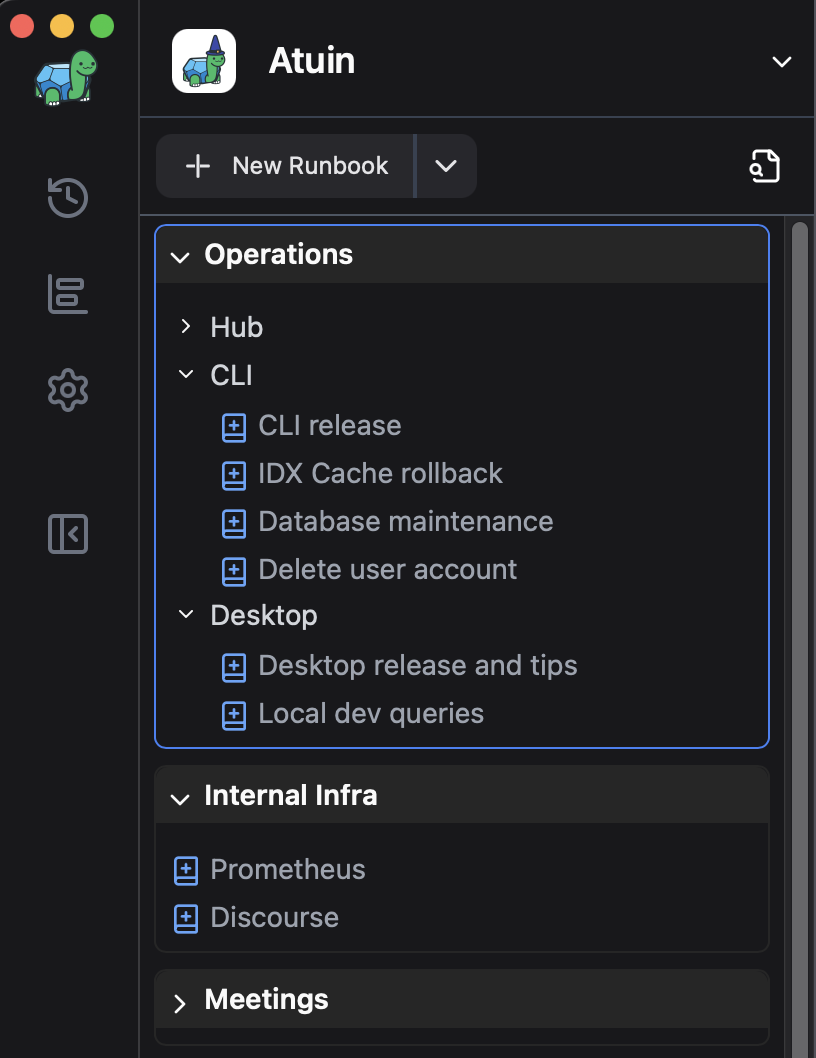 Atuin
New Runbook
Operations
Hub
CLI
CLI release
IDX Cache rollback
Database maintenance
Delete user account
Desktop
Desktop release and tips
Local dev queries
Internal Infra
Prometheus
Discourse
Meetings